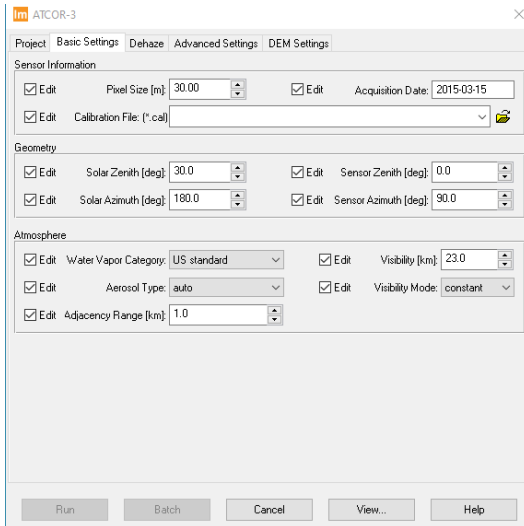 Im ATCOR-3
Project Basic Settings Dehaze Advanced Settings DEM Settings
Sensor Information
Edit Pixel Size [m]: 30.00 Edit Acquisition Date: 2015-03-15
Edit Calibration File: (*.cal)
Geometry
Edit Solar Zenith [deg]: 30.0 Edit Sensor Zenith [deg]: 0.0
Edit Solar Azimuth [deg]: 180.0 Edit Sensor Azimuth [deg]: 90.0
Atmosphere
Edit Water Vapor Category: US standard Edit Visibility [km]: 23.0
Edit Aerosol Type: auto Edit Visibility Mode: constant
Edit Adjacency Range [km]: 1.0
Run Batch Cancel View... Help